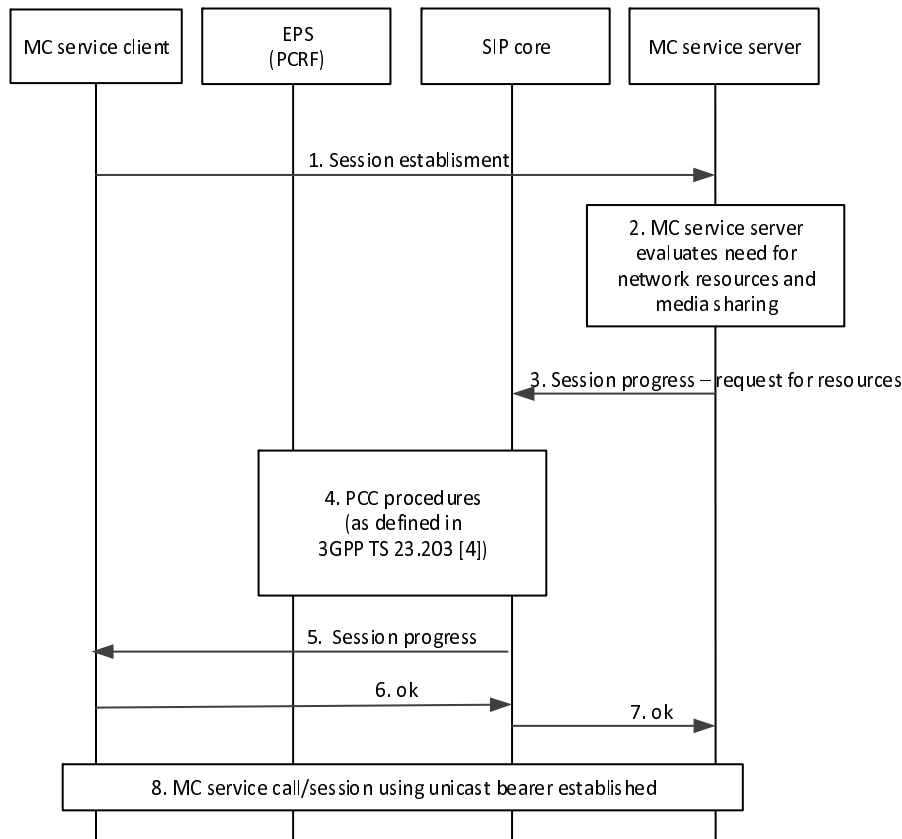 MC service client
EPS
(PCRF)
SIP core
MC service server
1. Session establisment
2. MC service server
evaluates need for
network resources and
media sharing
3. Session progress – request for resources
4. PCC procedures
(as defined in
3GPP TS 23.203 [4])
5. Session progress
6. ok
7. ok
8. MC service call/session using unicast bearer established